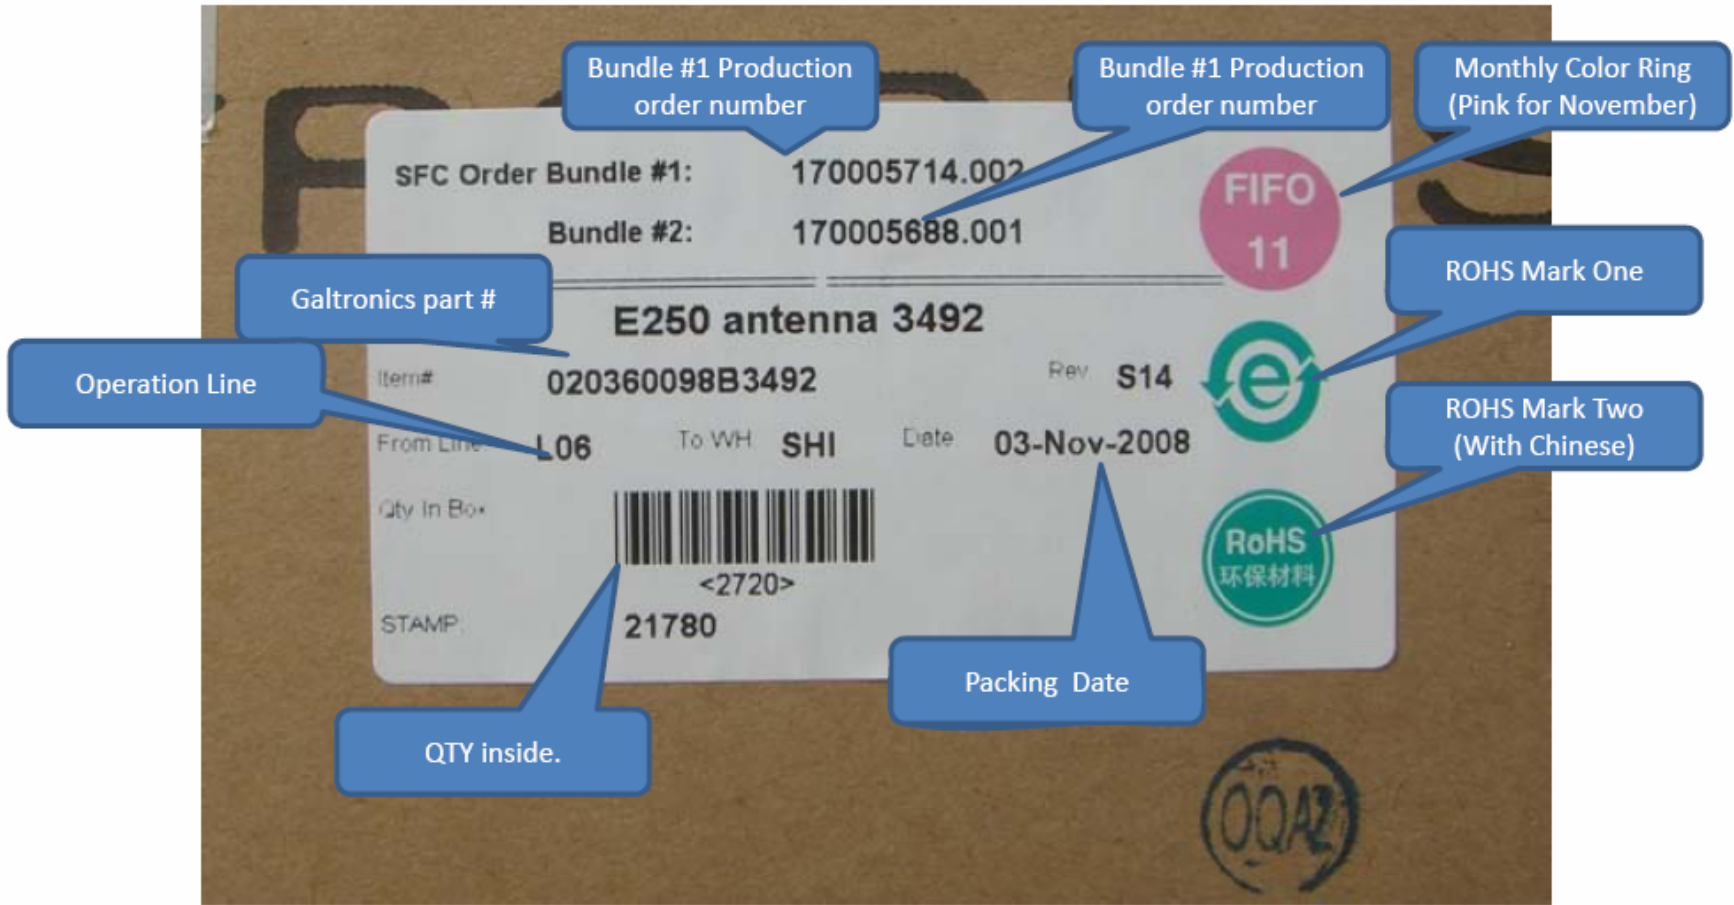 Bundle #1 Production
order number
Bundle #1 Production
order number
Monthly Color Ring
(Pink for November)
SFC Order Bundle #1: 170005714.002
Bundle #2: 170005688.001
FIFO
11
ROHS Mark One
Galtronics part #
E250 antenna 3492
Operation Line
Item# 020360098B3492 Rev S14
e
ROHS Mark Two
(With Chinese)
From Line L06 To WH SHI Date 03-Nov-2008
Qty In Box
<2720>
RoHS
环保材料
STAMP. 21780
Packing Date
QTY inside.